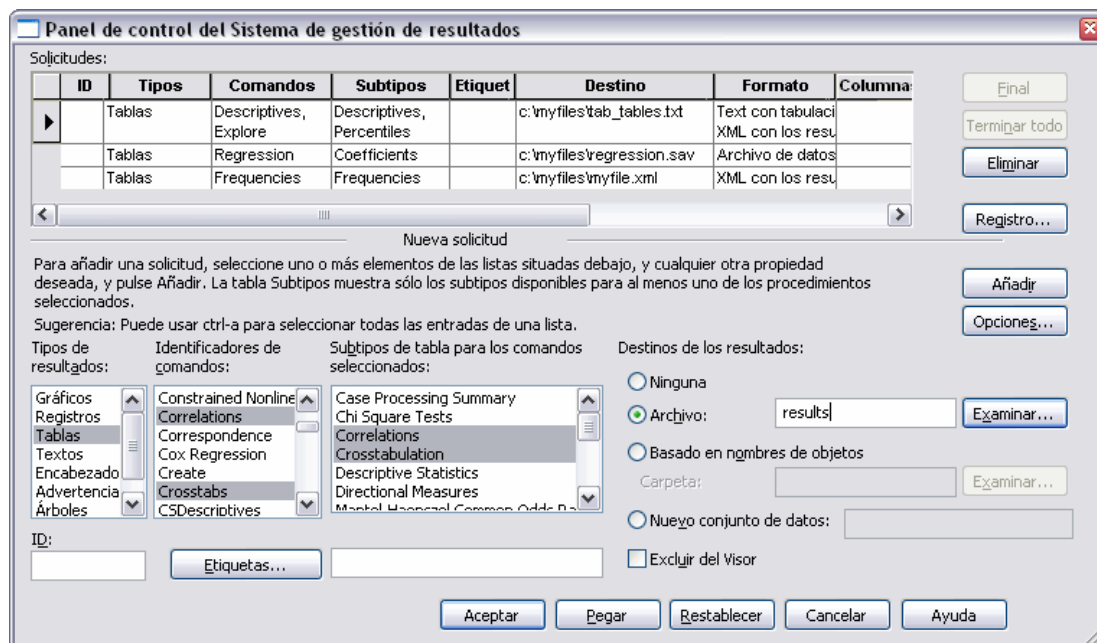 Panel de control del Sistema de gestión de resultados
Solicitudes:
ID Tipos Comandos Subtipos Etiquet Destino Formato Columna
Tablas Descriptives, Descriptives, c:\myfiles\tab_tables.txt Text con tabulaci
Explore Percentiles XML con los resu
Tablas Regression Coefficients c:\myfiles\regression.sav Archivo de datos
Tablas Frequencies Frequencies c:\myfiles\myfile.xml XML con los resu
Final
Terminar todo
Eliminar
Registro...
Nueva solicitud
Para añadir una solicitud, seleccione uno o más elementos de las listas situadas debajo, y cualquier otra propiedad
deseada, y pulse Añadir. La tabla Subtipos muestra sólo los subtipos disponibles para al menos uno de los procedimientos
seleccionados.
Sugerencia: Puede usar ctrl-a para seleccionar todas las entradas de una lista.
Añadir
Opciones...
Tipos de
resultados:
Gráficos
Registros
Tablas
Textos
Encabezado
Advertencia
Árboles
Identificadores de
comandos:
Constrained Nonline
Correlations
Correspondence
Cox Regression
Create
Crosstabs
CSDescriptives
Subtipos de tabla para los comandos
seleccionados:
Case Processing Summary
Chi Square Tests
Correlations
Crosstabulation
Descriptive Statistics
Directional Measures
Mantel Haenszel Common Odds Ra
Destinos de los resultados:
Ninguna
Archivo: results Examinar...
Basado en nombres de objetos
Carpeta: Examinar...
Nuevo conjunto de datos:
Excluir del Visor
ID:
Etiquetas...
Aceptar Pegar Restablecer Cancelar Ayuda